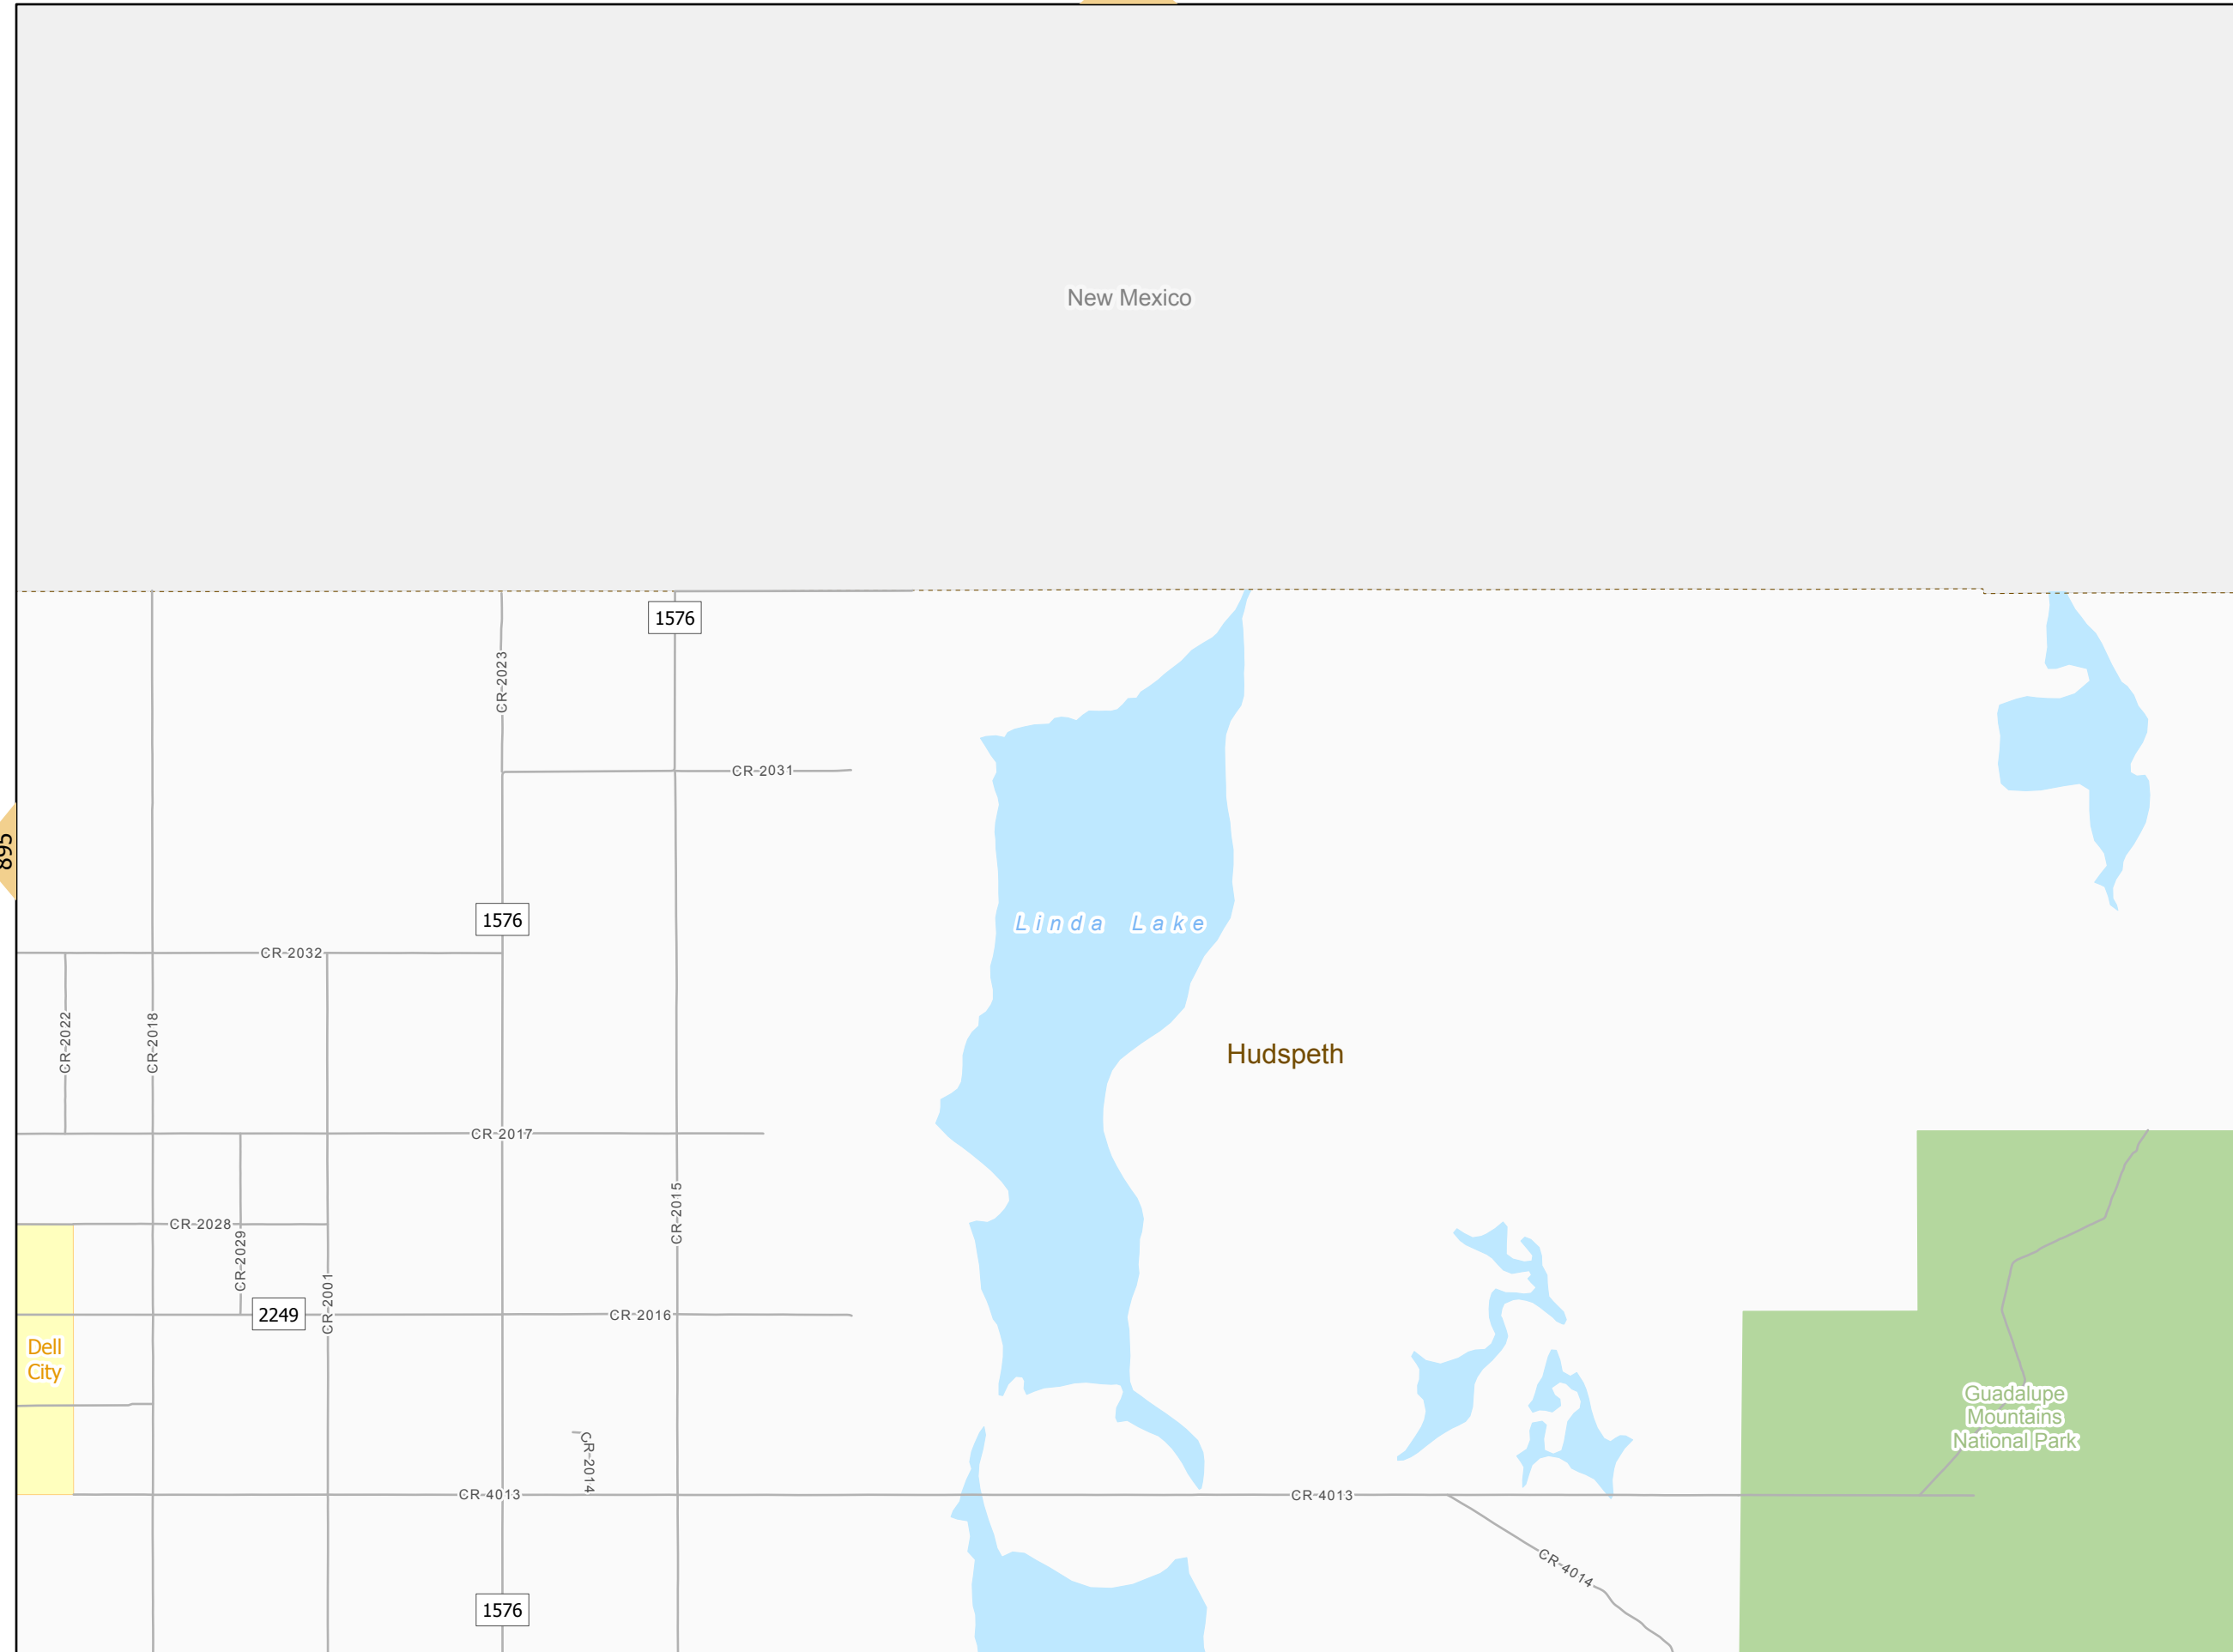 New Mexico
1576
CR-2023
CR-2031
895
1576
Linda Lake
CR-2032
CR-2022
CR-2018
Hudspeth
CR-2017
CR-2015
CR-2028
CR-2029
CR-2001
2249
CR-2016
Dell
City
Guadalupe
Mountains
National Park
CR-2014
CR-4013
CR-4013
CR-4014
1576